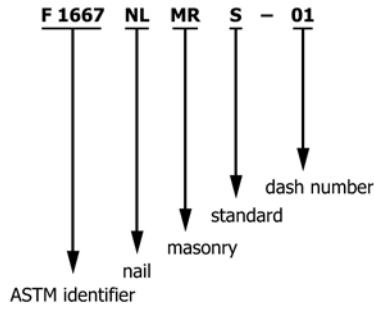 F 1667 NL MR S – 01
dash number
standard
masonry
nail
ASTM identifier